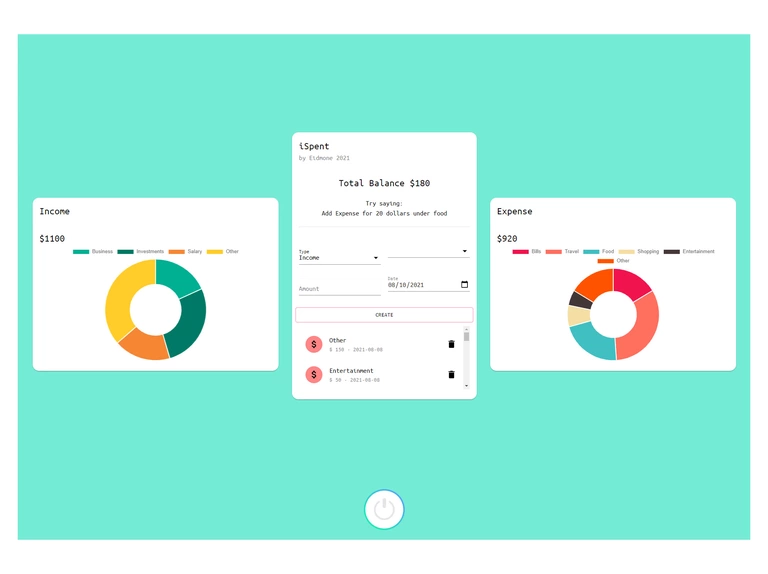 Income
$1100
Business Investments Salary Other
iSpent
by Eidmone 2021
Total Balance $180
Try saying:
Add Expense for 20 dollars under food
Type
Income
Amount
Date
08/10/2021
CREATE
Other
$ 150 - 2021-08-08
Entertainment
$ 50 - 2021-08-08
Expense
$920
Bills Travel Food Shopping Entertainment
Other